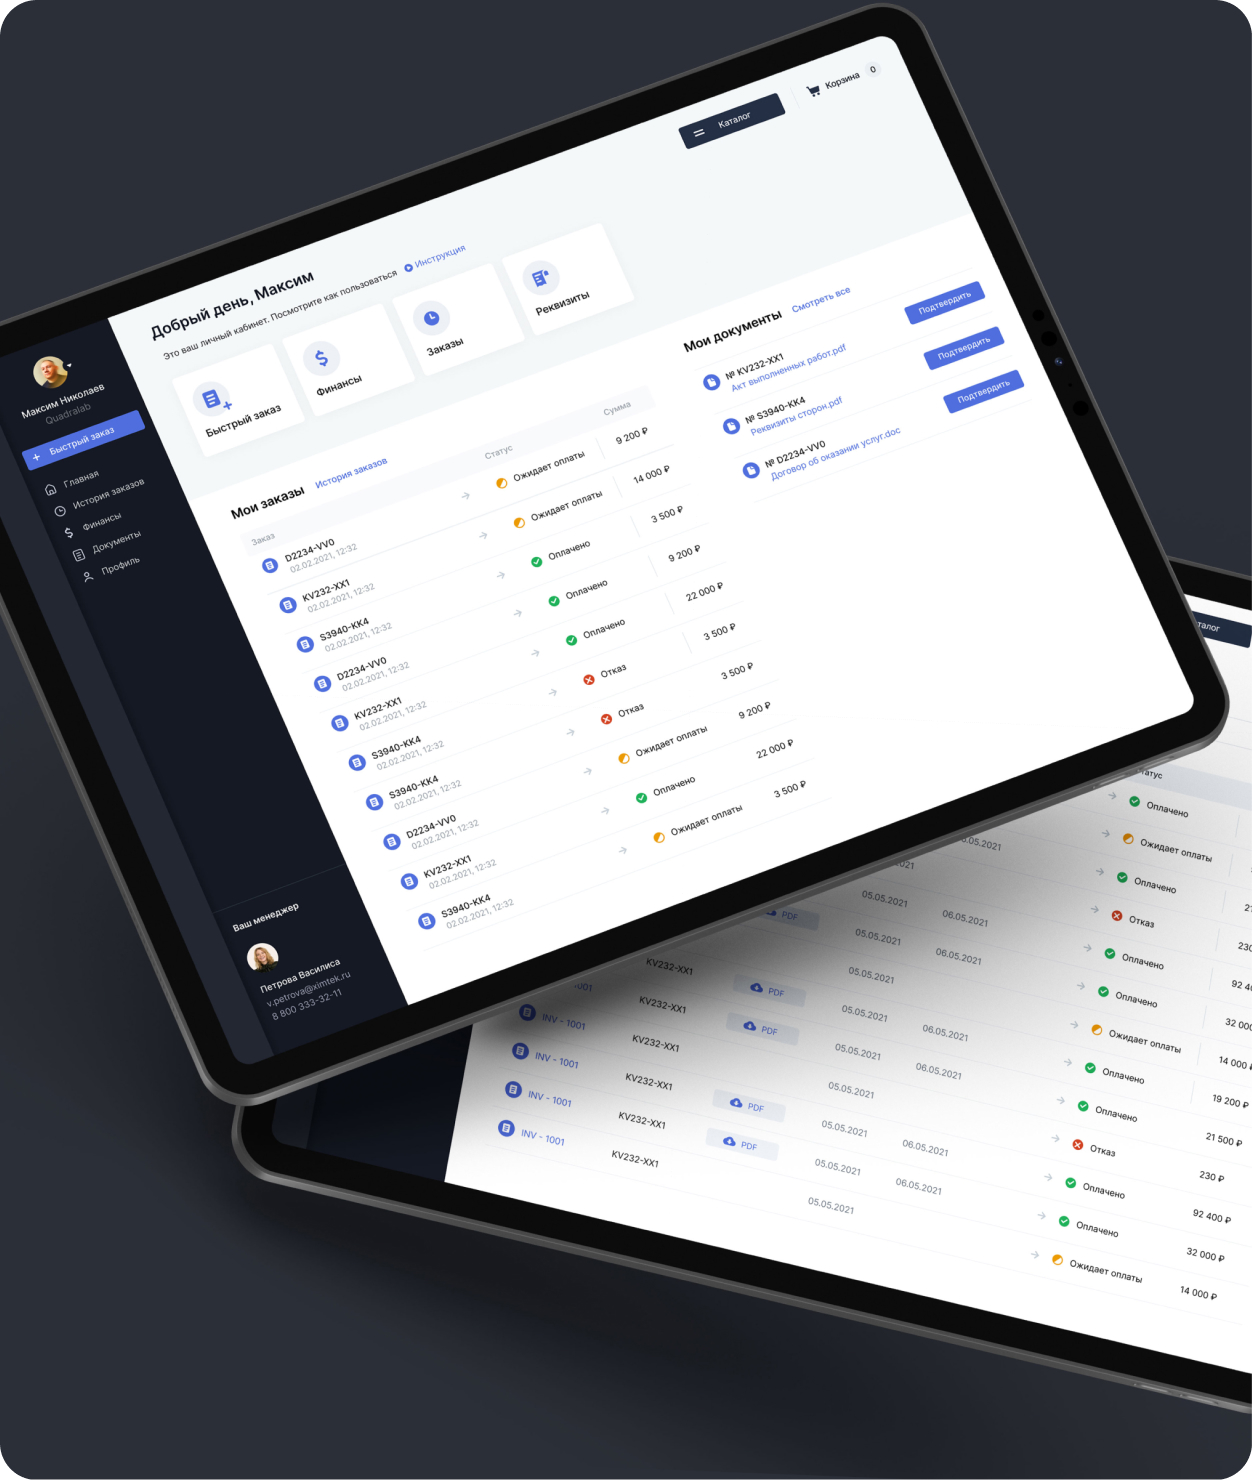 Каталог
Корзина 0
Максим Николаев
Quadralab
Быстрый заказ
Главная
История заказов
Финансы
Документы
Профиль
Ваш менеджер
Петрова Василиса
v.petrova@ximtek.ru
8 800 333-32-11
Добрый день, Максим
Это ваш личный кабинет. Посмотрите как пользоваться Инструкция
Быстрый заказ
Финансы
Заказы
Реквизиты
Мои заказы История заказов
Заказ Статус Сумма
D2234-VV0 Ожидает оплаты 9 200 ₽
02.02.2021, 12:32
KV232-XX1 Ожидает оплаты 14 000 ₽
02.02.2021, 12:32
S3940-KK4 Оплачено 3 500 ₽
02.02.2021, 12:32
D2234-VV0 Оплачено 9 200 ₽
02.02.2021, 12:32
KV232-XX1 Оплачено 22 000 ₽
02.02.2021, 12:32
S3940-KK4 Отказ 3 500 ₽
02.02.2021, 12:32
S3940-KK4 Отказ 3 500 ₽
02.02.2021, 12:32
D2234-VV0 Ожидает оплаты 9 200 ₽
02.02.2021, 12:32
KV232-XX1 Оплачено 22 000 ₽
02.02.2021, 12:32
S3940-KK4 Ожидает оплаты 3 500 ₽
02.02.2021, 12:32
Мои документы Смотреть все
№ KV232-XX1 Подтвердить
Акт выполненных работ.pdf
№ S3940-KK4 Подтвердить
Реквизиты сторон.pdf
№ D2234-VV0 Подтвердить
Договор об оказании услуг.doc
талог
татус
Оплачено
.05.2021 Ожидает оплаты
2021 Оплачено 21
05.05.2021 06.05.2021 Отказ 230
PDF 05.05.2021 06.05.2021 Оплачено 92 40
KV232-XX1 05.05.2021 Оплачено 32 000
-001 KV232-XX1 PDF 05.05.2021 06.05.2021 Ожидает оплаты 14 000 ₽
INV - 1001 KV232-XX1 PDF 05.05.2021 06.05.2021 Оплачено 19 200 ₽
INV - 1001 KV232-XX1 05.05.2021 Оплачено 21 500 ₽
INV - 1001 KV232-XX1 PDF 05.05.2021 06.05.2021 Отказ 230 ₽
INV - 1001 KV232-XX1 PDF 05.05.2021 06.05.2021 Оплачено 92 400 ₽
05.05.2021 Оплачено 32 000 ₽
Ожидает оплаты 14 000 ₽